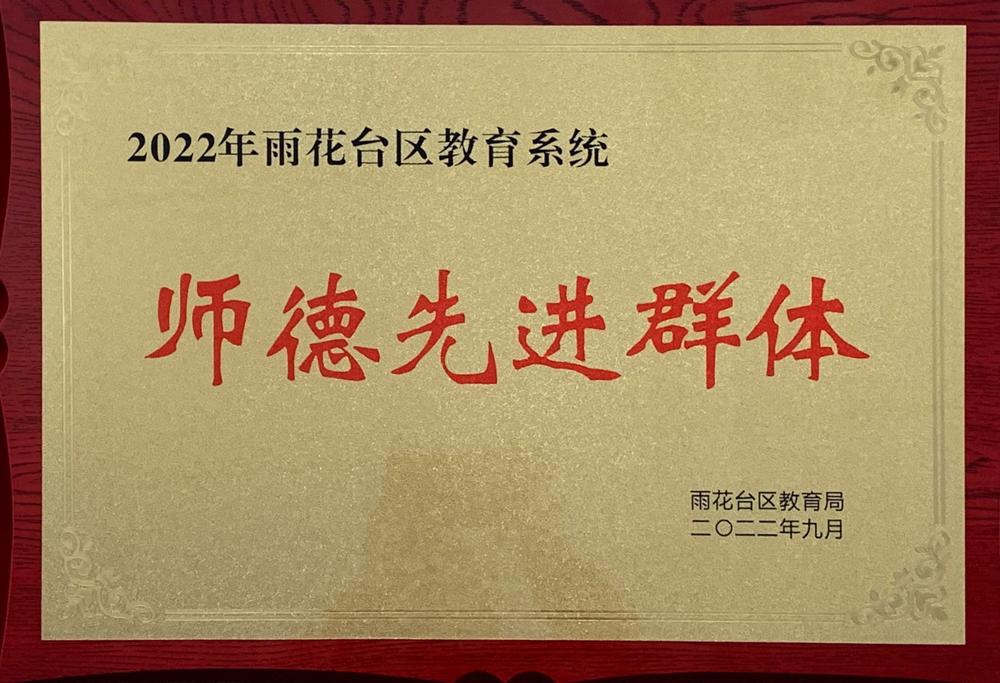 2022年雨花台区教育系统
师德先进群体
雨花台区教育局
二〇二二年九月